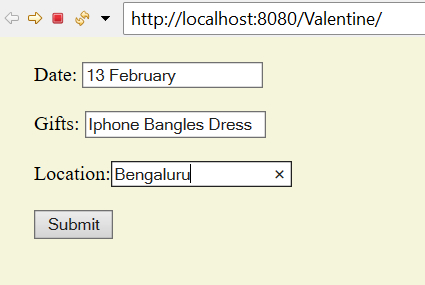 http://localhost:8080/Valentine/
Date: 13 February
Gifts: Iphone Bangles Dress
Location: Bengaluru ×
Submit